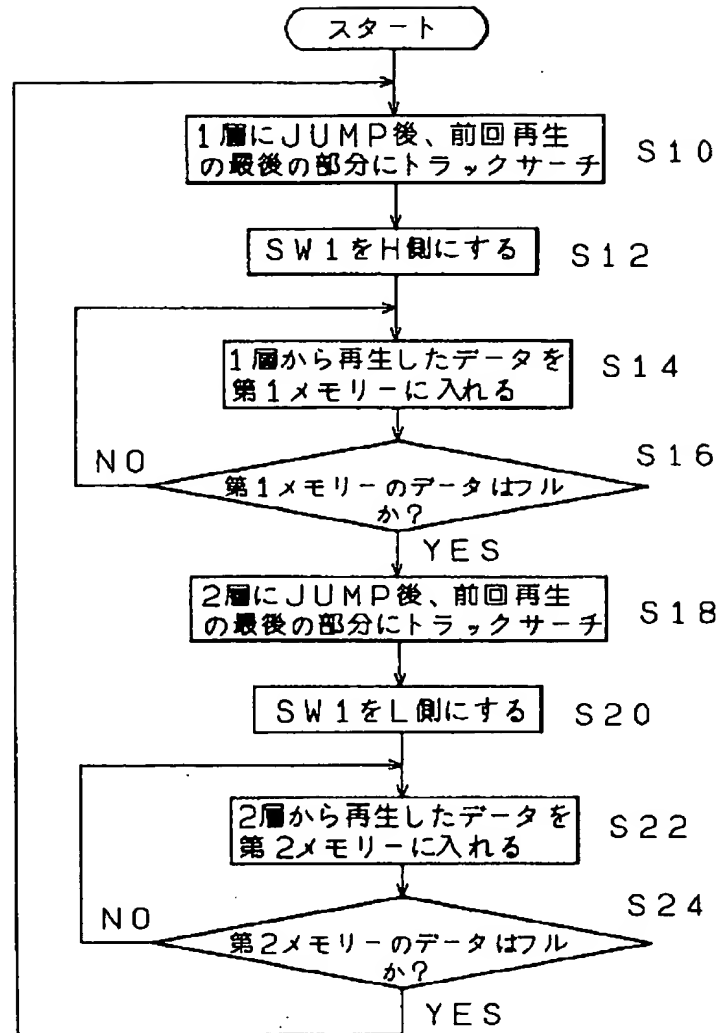 スタート
1層にJUMP後、前回再生
の最後の部分にトラックサーチ
S10
SW1をH側にする
S12
1層から再生したデータを
第1メモリーに入れる
S14
第1メモリーのデータはフル
か?
S16
NO
YES
2層にJUMP後、前回再生
の最後の部分にトラックサーチ
S18
SW1をL側にする
S20
2層から再生したデータを
第2メモリーに入れる
S22
第2メモリーのデータはフル
か?
S24
NO
YES